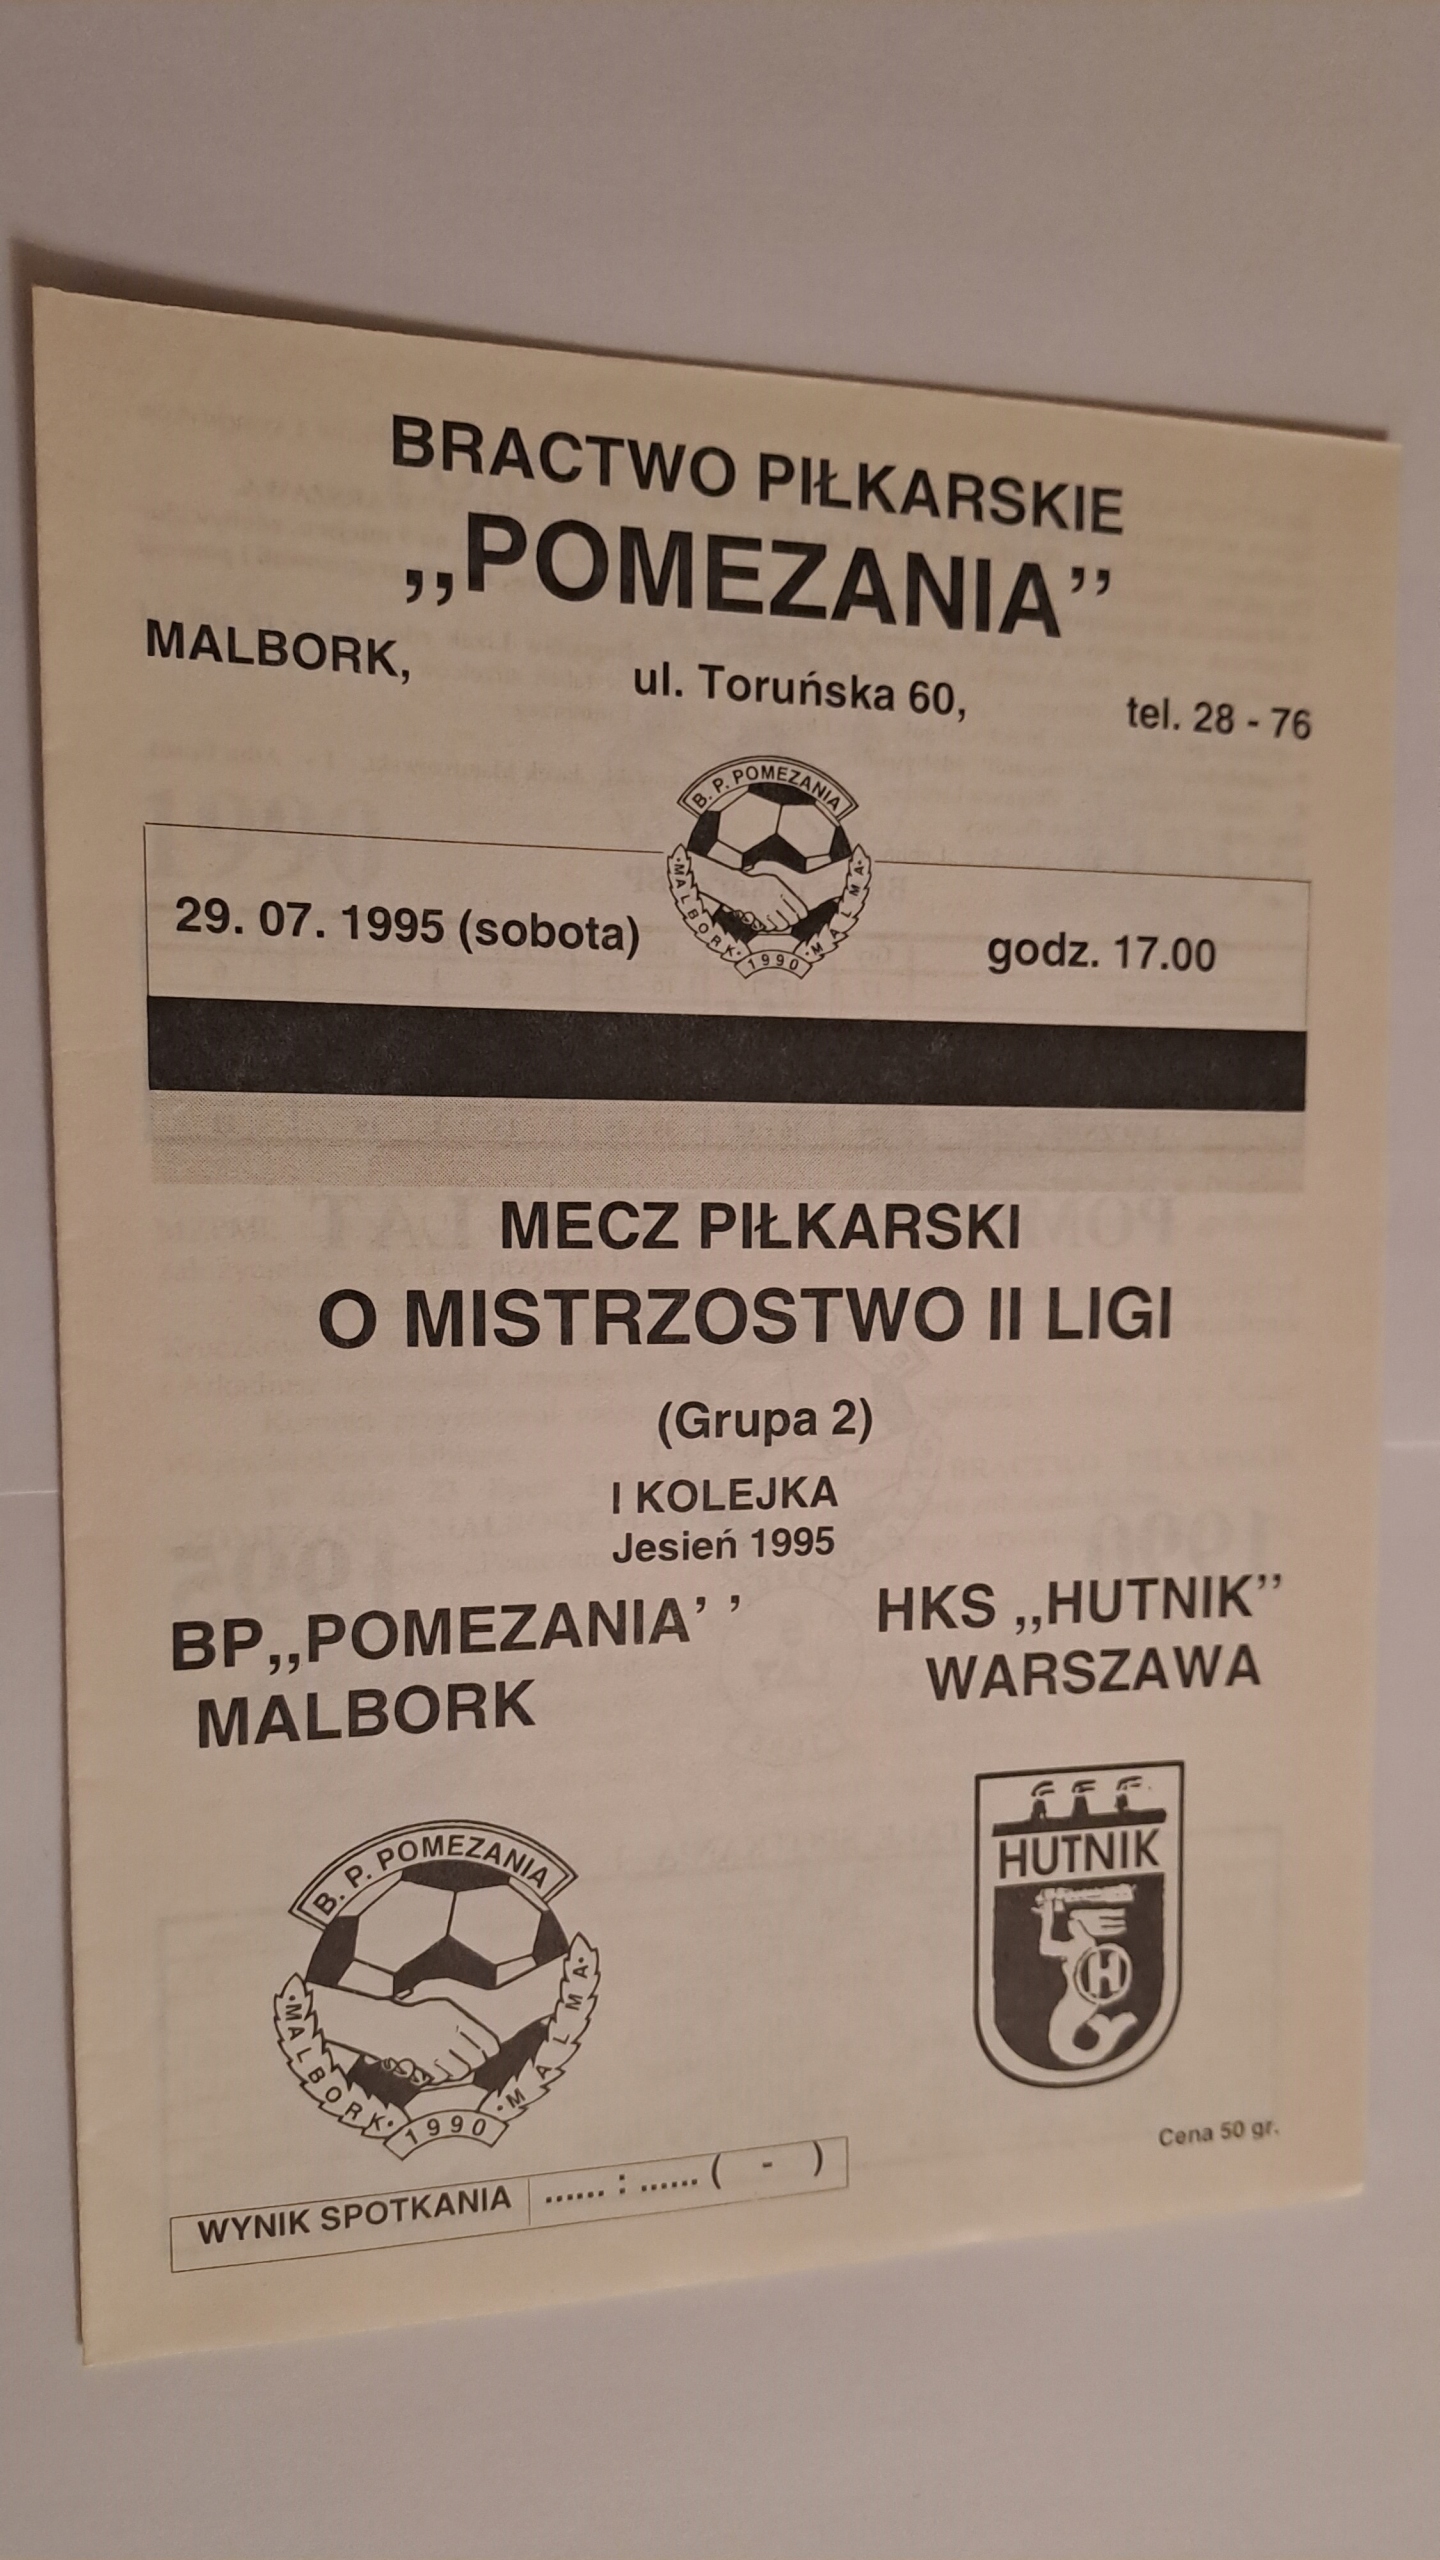 BRACTWO PIŁKARSKIE
,,POMEZANIA’’
MALBORK, ul. Toruńska 60, tel. 28 - 76
B. P. POMEZANIA
MALBORK · 1990 · MALMA
29. 07. 1995 (sobota) godz. 17.00
MECZ PIŁKARSKI
O MISTRZOSTWO II LIGI
(Grupa 2)
I KOLEJKA
Jesień 1995
BP,,POMEZANIA’ ’ HKS ,,HUTNIK’’
MALBORK WARSZAWA
B. P. POMEZANIA
MALBORK · 1990 · MALMA
HUTNIK
H
Cena 50 gr.
WYNIK SPOTKANIA ...... : ...... ( - )